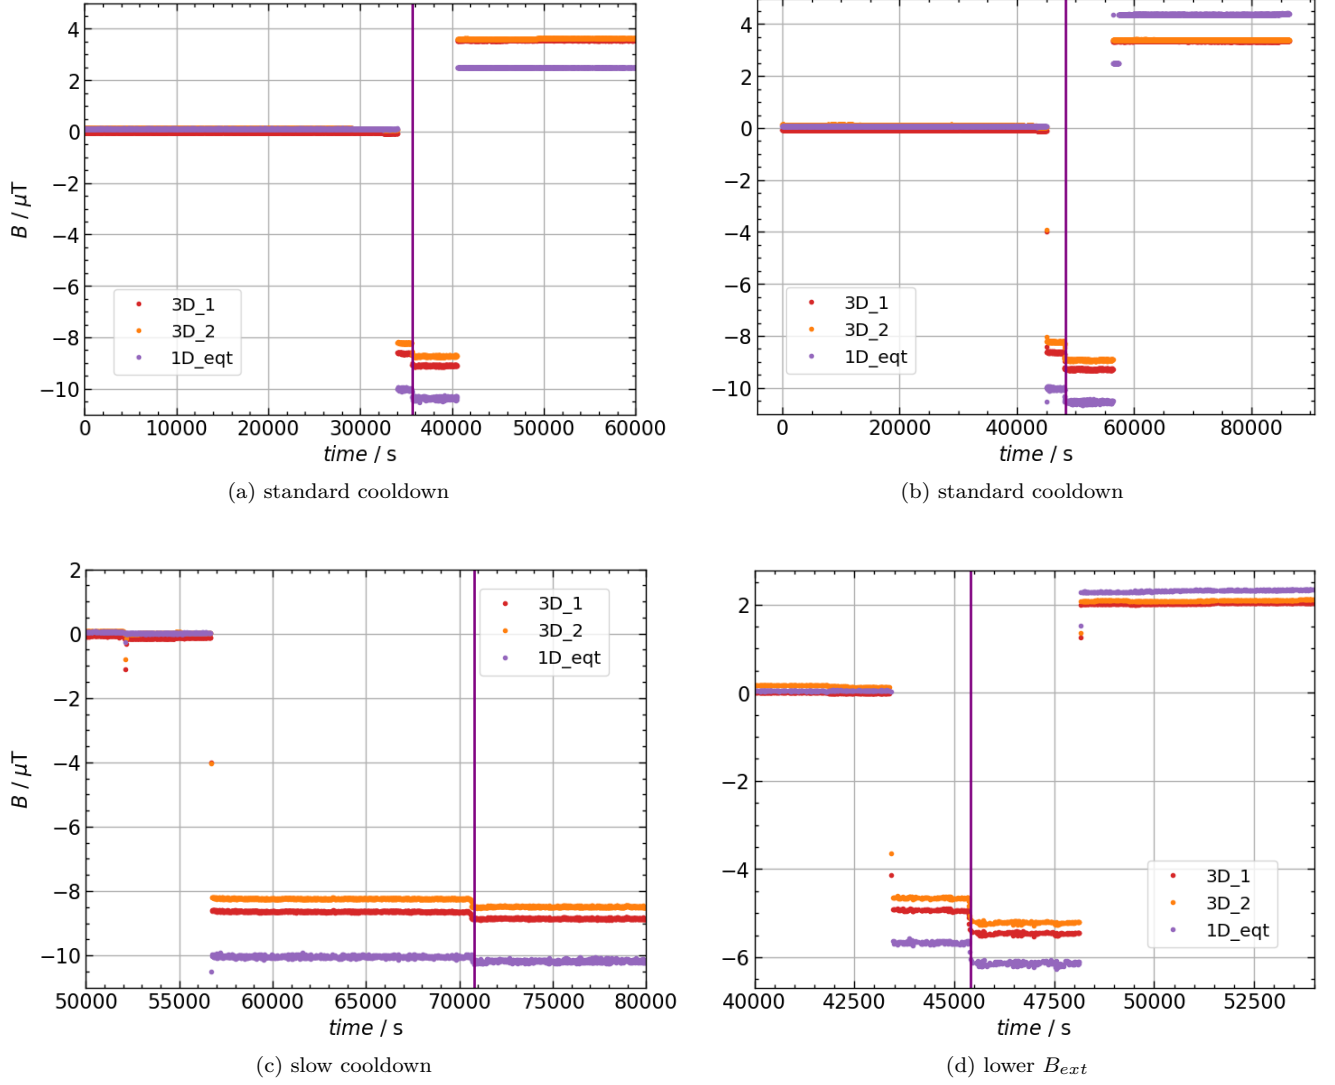 4
2
0
−2
−4
−6
−8
−10
B / μT
3D_1
3D_2
1D_eqt
0 10000 20000 30000 40000 50000 60000
time / s
(a) standard cooldown
4
2
0
−2
−4
−6
−8
−10
3D_1
3D_2
1D_eqt
0 20000 40000 60000 80000
time / s
(b) standard cooldown
2
0
−2
−4
−6
−8
−10
B / μT
3D_1
3D_2
1D_eqt
50000 55000 60000 65000 70000 75000 80000
time / s
(c) slow cooldown
2
0
−2
−4
−6
3D_1
3D_2
1D_eqt
40000 42500 45000 47500 50000 52500
time / s
(d) lower B_ext